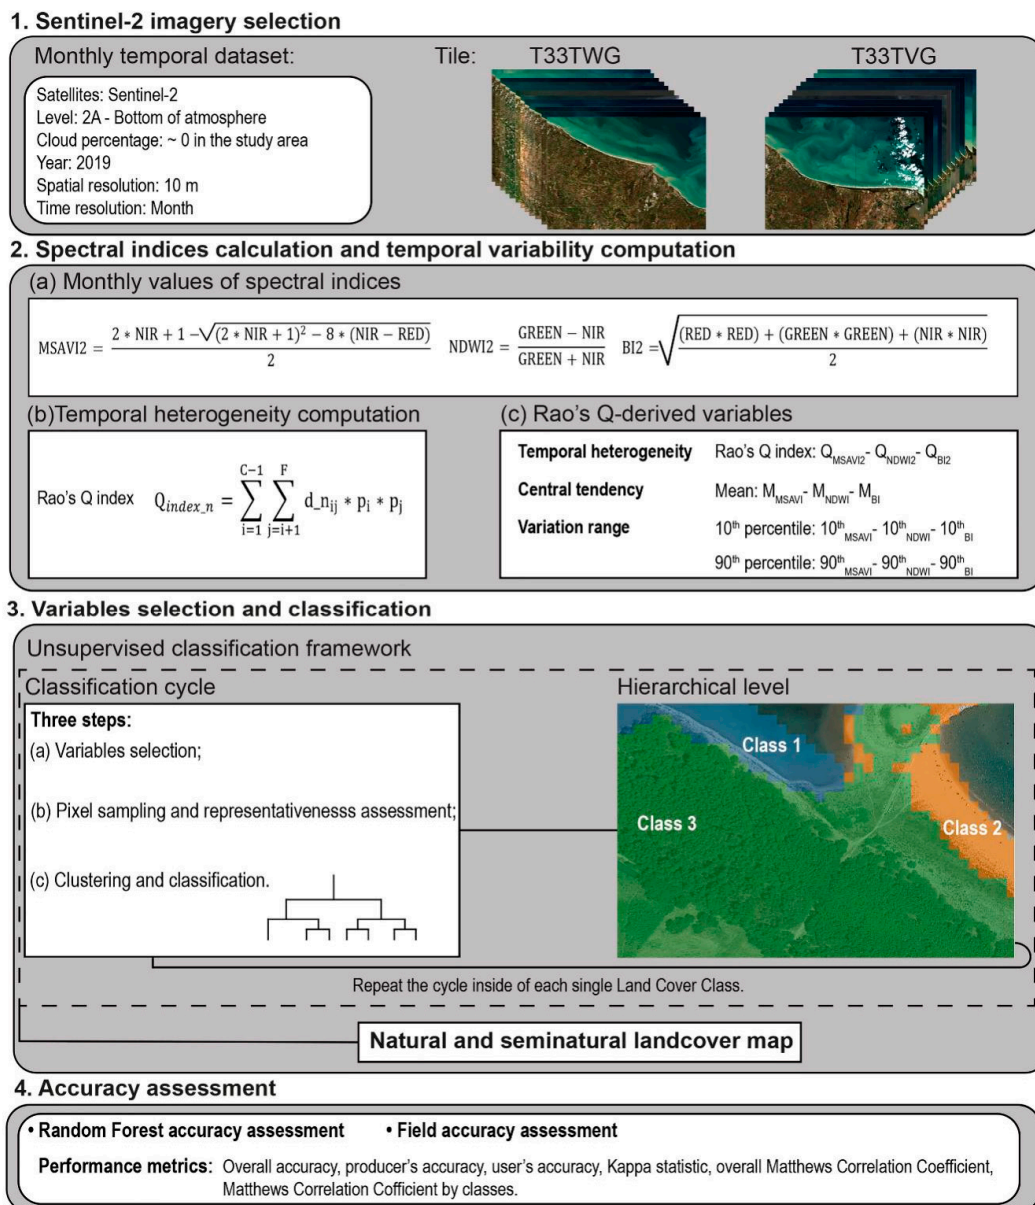 1. Sentinel-2 imagery selection
Monthly temporal dataset:
Tile: T33TWG T33TVG
Satellites: Sentinel-2
Level: 2A - Bottom of atmosphere
Cloud percentage: ~ 0 in the study area
Year: 2019
Spatial resolution: 10 m
Time resolution: Month
2. Spectral indices calculation and temporal variability computation
(a) Monthly values of spectral indices
MSAVI2 = (2 * NIR + 1 −√((2 * NIR + 1)² − 8 * (NIR − RED))) / 2 NDWI2 = (GREEN − NIR) / (GREEN + NIR) BI2 = √(((RED * RED) + (GREEN * GREEN) + (NIR * NIR)) / 2)
(b)Temporal heterogeneity computation
Rao's Q index Q_index_n = ∑_{i=1}^{C−1} ∑_{j=i+1}^{F} d_n_ij * p_i * p_j
(c) Rao's Q-derived variables
Temporal heterogeneity Rao's Q index: Q_MSAVI2- Q_NDWI2- Q_BI2
Central tendency Mean: M_MSAVI- M_NDWI- M_BI
Variation range 10th percentile: 10th_MSAVI- 10th_NDWI- 10th_BI
90th percentile: 90th_MSAVI- 90th_NDWI- 90th_BI
3. Variables selection and classification
Unsupervised classification framework
Classification cycle
Three steps:
(a) Variables selection;
(b) Pixel sampling and representativenesss assessment;
(c) Clustering and classification.
Hierarchical level
Class 1
Class 2
Class 3
Repeat the cycle inside of each single Land Cover Class.
Natural and seminatural landcover map
4. Accuracy assessment
• Random Forest accuracy assessment • Field accuracy assessment
Performance metrics: Overall accuracy, producer's accuracy, user's accuracy, Kappa statistic, overall Matthews Correlation Coefficient,
Matthews Correlation Cofficient by classes.